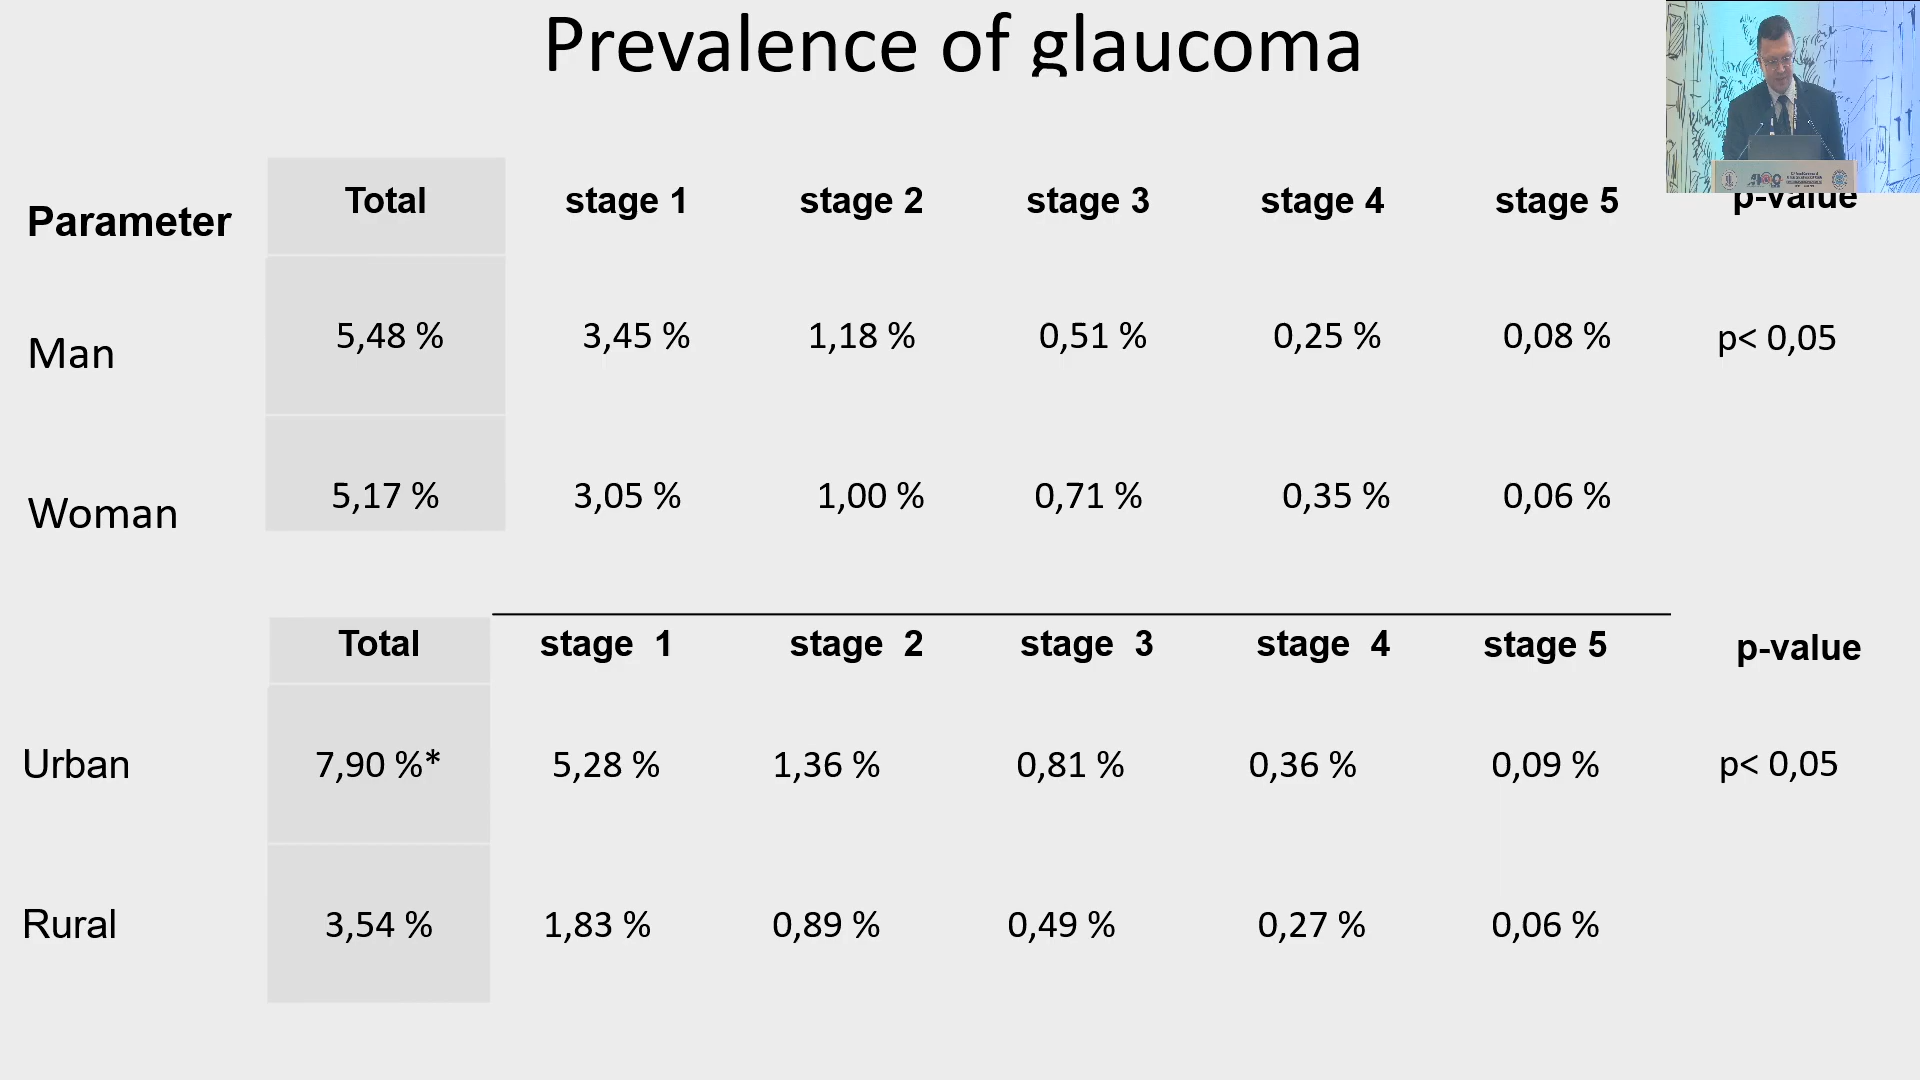 Prevalence of glaucoma
Parameter Total stage 1 stage 2 stage 3 stage 4 stage 5 p-value
Man 5,48 % 3,45 % 1,18 % 0,51 % 0,25 % 0,08 % p< 0,05
Woman 5,17 % 3,05 % 1,00 % 0,71 % 0,35 % 0,06 %
Total stage 1 stage 2 stage 3 stage 4 stage 5 p-value
Urban 7,90 %* 5,28 % 1,36 % 0,81 % 0,36 % 0,09 % p< 0,05
Rural 3,54 % 1,83 % 0,89 % 0,49 % 0,27 % 0,06 %